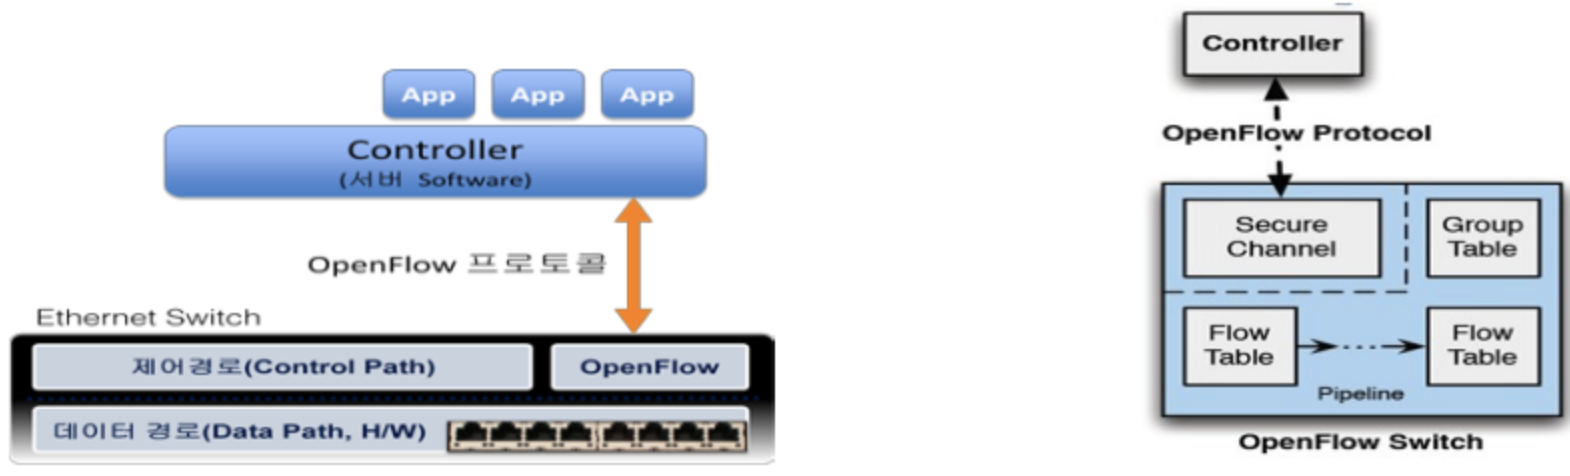 App App App
Controller
(서버 Software)
OpenFlow 프로토콜
Ethernet Switch
제어경로(Control Path)
OpenFlow
데이터 경로(Data Path, H/W)
Controller
OpenFlow Protocol
Secure
Channel
Group
Table
Flow
Table
Flow
Table
Pipeline
OpenFlow Switch